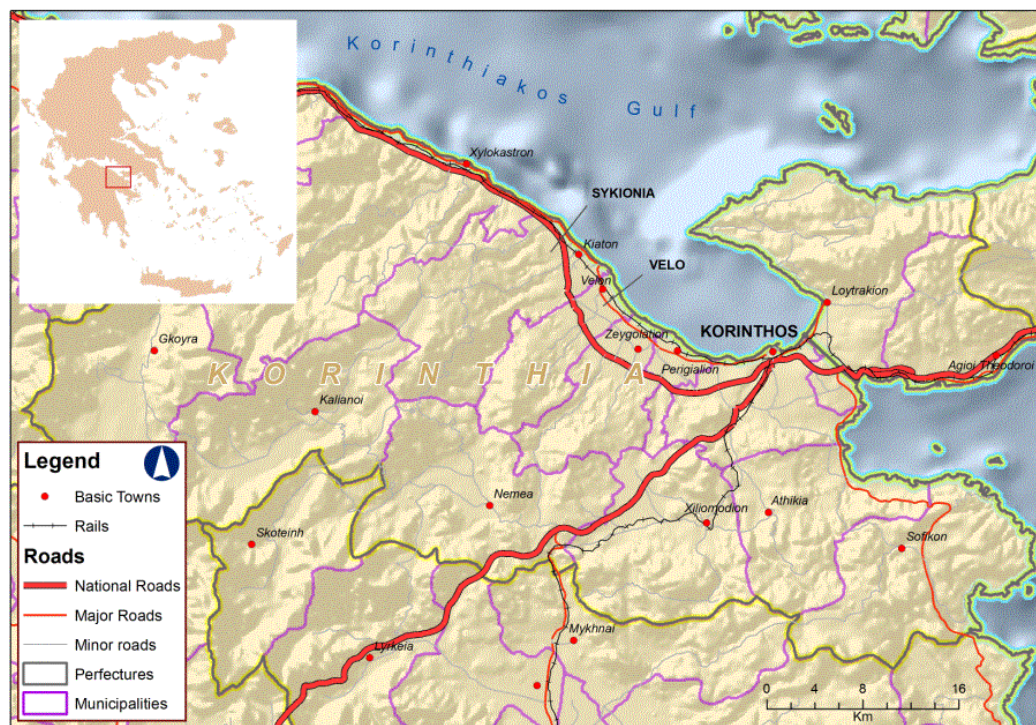 Korinthiakos
Gulf
Xylokastron
SYKIONIA
Kiaton
VELO
Velon
Loytrakion
KORINTHOS
Zeygolation
Perigialion
Agioi Theodoroi
Gkoyra
KORINTHIA
Kalianoi
Nemea
Xiliomodion
Athikia
Skoteinh
Sofikon
Mykhnai
Lyrkeia
Legend
Basic Towns
Rails
Roads
National Roads
Major Roads
Minor roads
Perfectures
Municipalities
0 4 8 12 16
Km